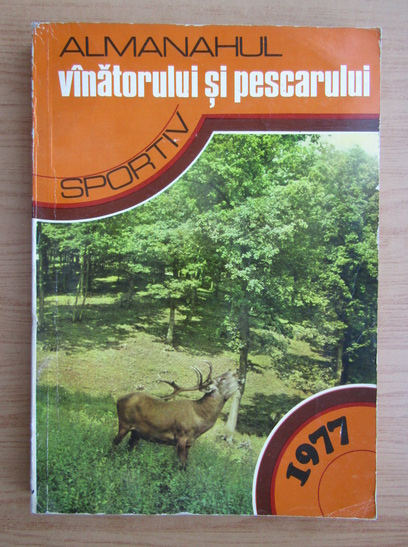 ALMANAHUL
vînătorului și pescarului
SPORTIV
1977